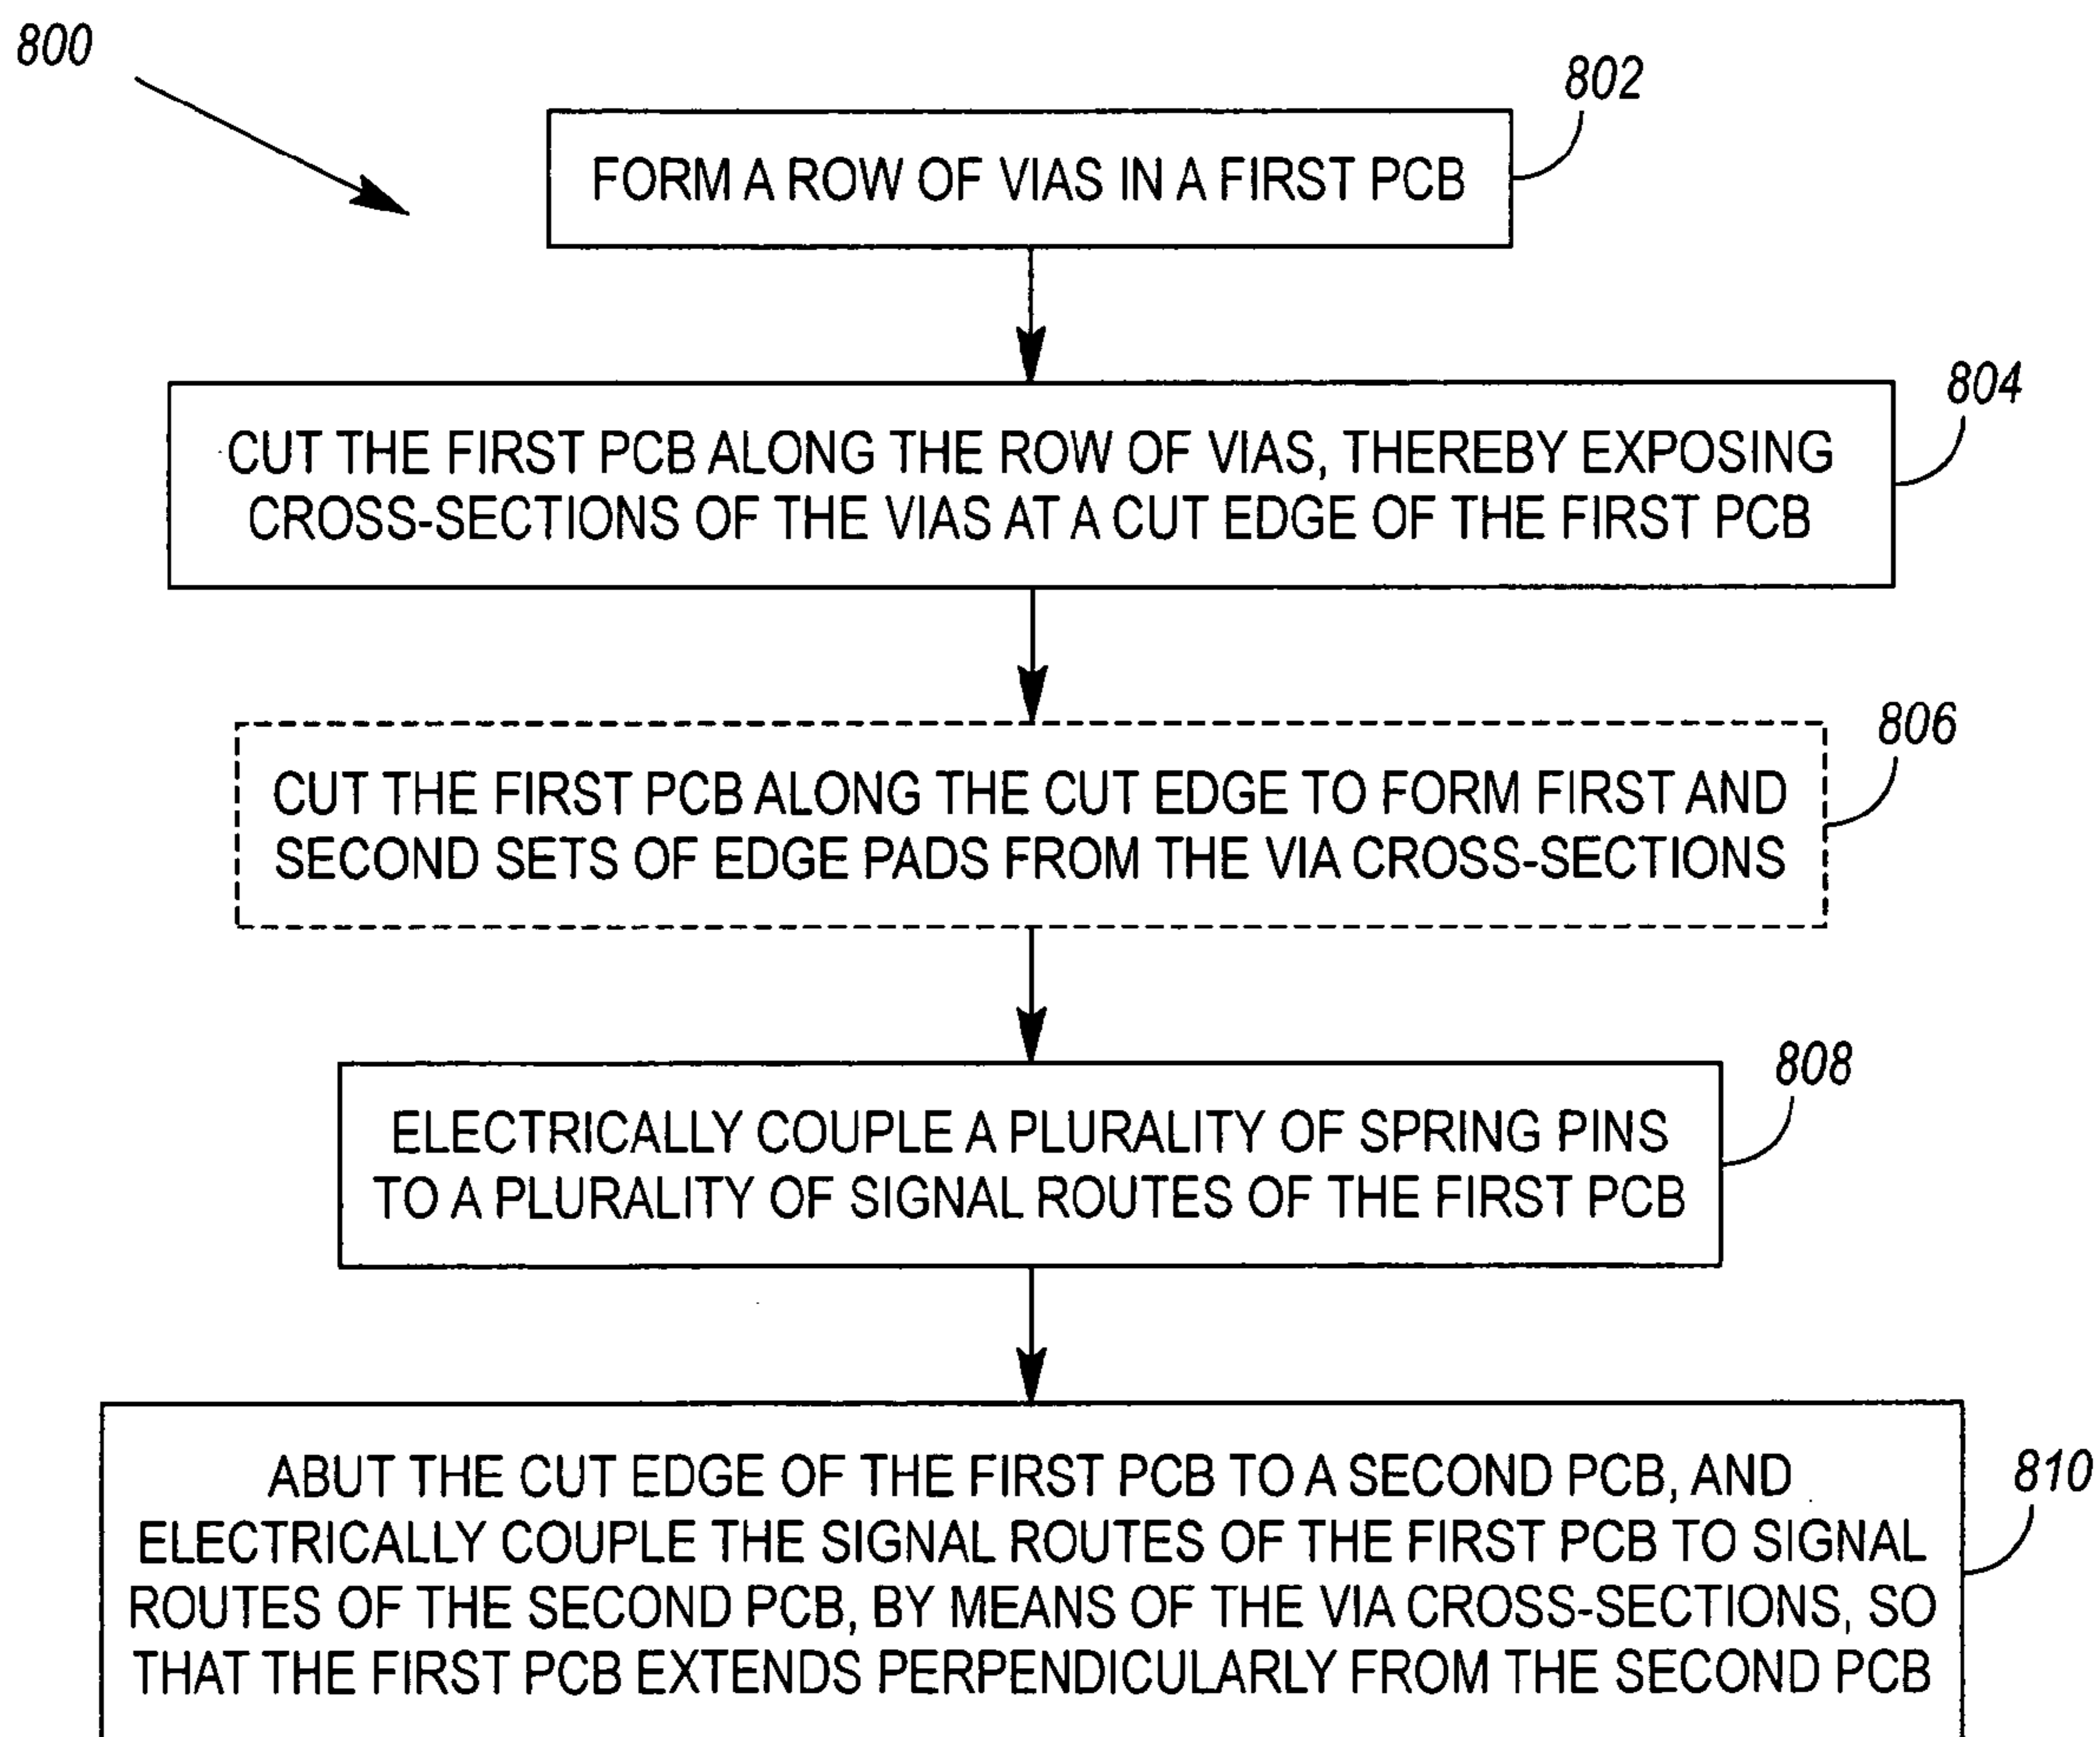 800
802
FORM A ROW OF VIAS IN A FIRST PCB
804
CUT THE FIRST PCB ALONG THE ROW OF VIAS, THEREBY EXPOSING
CROSS-SECTIONS OF THE VIAS AT A CUT EDGE OF THE FIRST PCB
806
CUT THE FIRST PCB ALONG THE CUT EDGE TO FORM FIRST AND
SECOND SETS OF EDGE PADS FROM THE VIA CROSS-SECTIONS
808
ELECTRICALLY COUPLE A PLURALITY OF SPRING PINS
TO A PLURALITY OF SIGNAL ROUTES OF THE FIRST PCB
810
ABUT THE CUT EDGE OF THE FIRST PCB TO A SECOND PCB, AND
ELECTRICALLY COUPLE THE SIGNAL ROUTES OF THE FIRST PCB TO SIGNAL
ROUTES OF THE SECOND PCB, BY MEANS OF THE VIA CROSS-SECTIONS, SO
THAT THE FIRST PCB EXTENDS PERPENDICULARLY FROM THE SECOND PCB